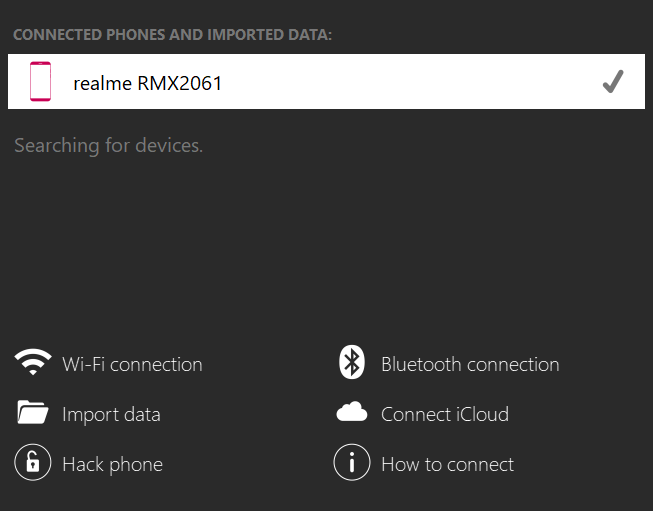 CONNECTED PHONES AND IMPORTED DATA:
realme RMX2061
Searching for devices.
Wi-Fi connection
Bluetooth connection
Import data
Connect iCloud
Hack phone
How to connect